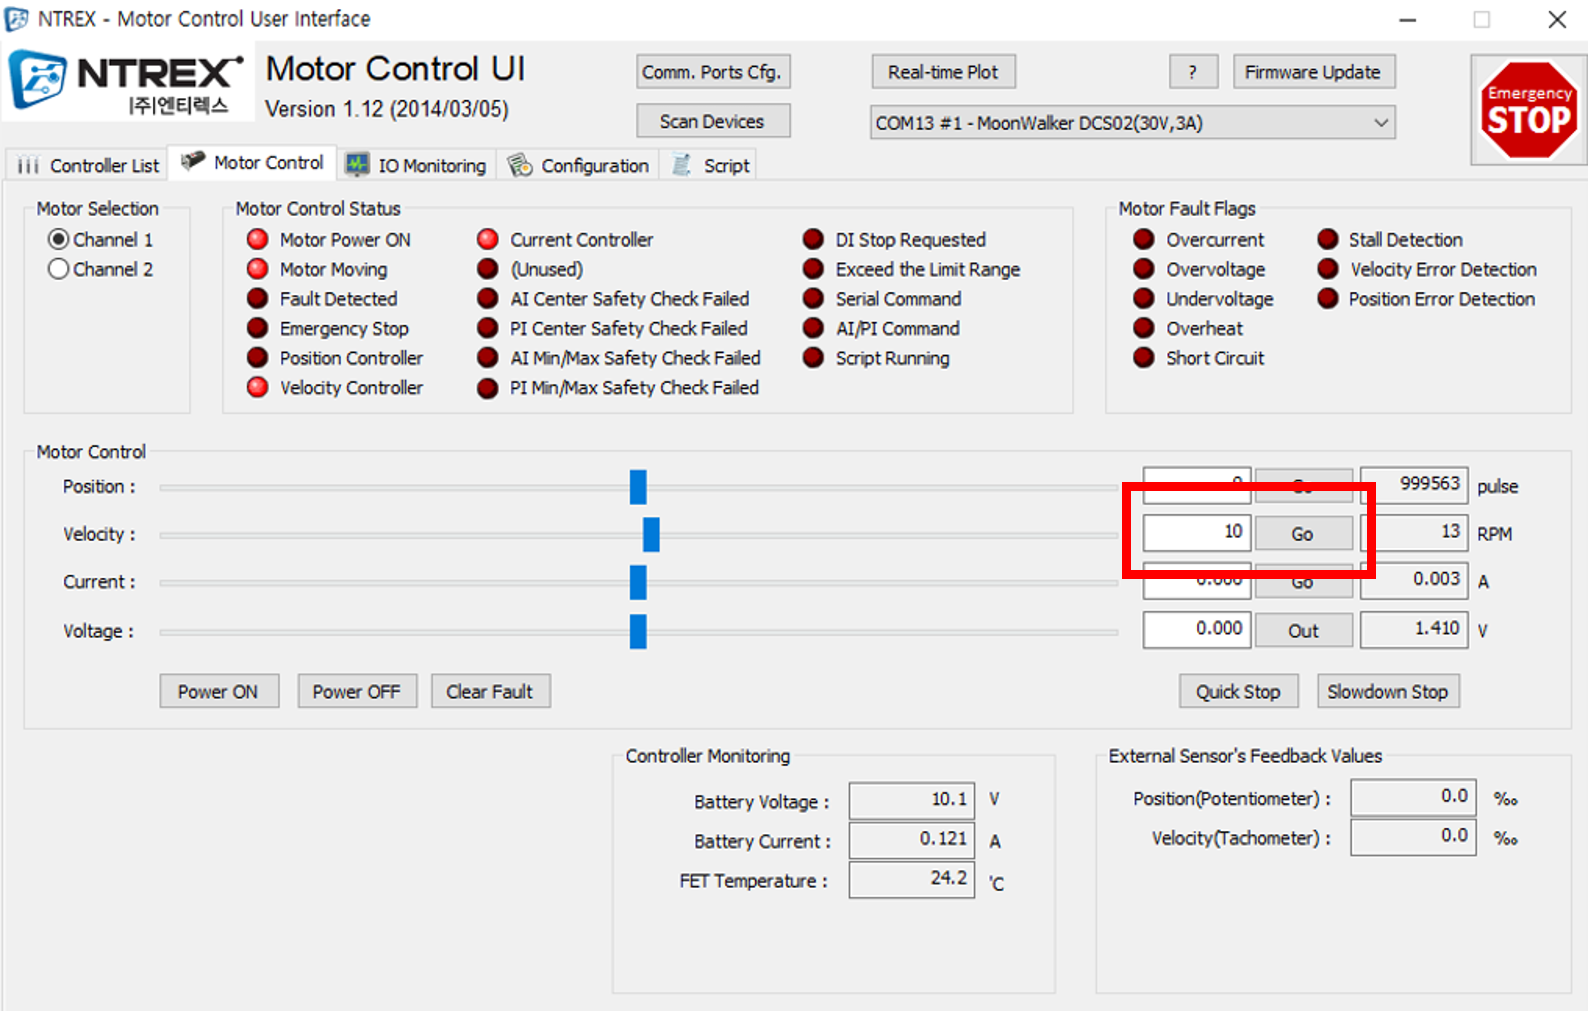 NTREX - Motor Control User Interface
NTREX
(주)엔티렉스
Motor Control UI
Version 1.12 (2014/03/05)
Comm. Ports Cfg.
Scan Devices
Real-time Plot
?
Firmware Update
COM13 #1 - MoonWalker DCS02(30V,3A)
Emergency
STOP
Controller List
Motor Control
IO Monitoring
Configuration
Script
Motor Selection
Channel 1
Channel 2
Motor Control Status
Motor Power ON
Motor Moving
Fault Detected
Emergency Stop
Position Controller
Velocity Controller
Current Controller
(Unused)
AI Center Safety Check Failed
PI Center Safety Check Failed
AI Min/Max Safety Check Failed
PI Min/Max Safety Check Failed
DI Stop Requested
Exceed the Limit Range
Serial Command
AI/PI Command
Script Running
Motor Fault Flags
Overcurrent
Overvoltage
Undervoltage
Overheat
Short Circuit
Stall Detection
Velocity Error Detection
Position Error Detection
Motor Control
Position : 0 Go 999563 pulse
Velocity : 10 Go 13 RPM
Current : 0.000 Go 0.003 A
Voltage : 0.000 Out 1.410 V
Power ON Power OFF Clear Fault Quick Stop Slowdown Stop
Controller Monitoring
Battery Voltage : 10.1 V
Battery Current : 0.121 A
FET Temperature : 24.2 'C
External Sensor's Feedback Values
Position(Potentiometer) : 0.0 ‰
Velocity(Tachometer) : 0.0 ‰